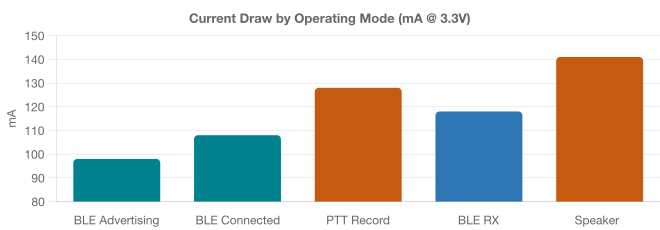 Current Draw by Operating Mode (mA @ 3.3V)
150
140
130
120
110
100
90
80
mA
BLE Advertising
BLE Connected
PTT Record
BLE RX
Speaker